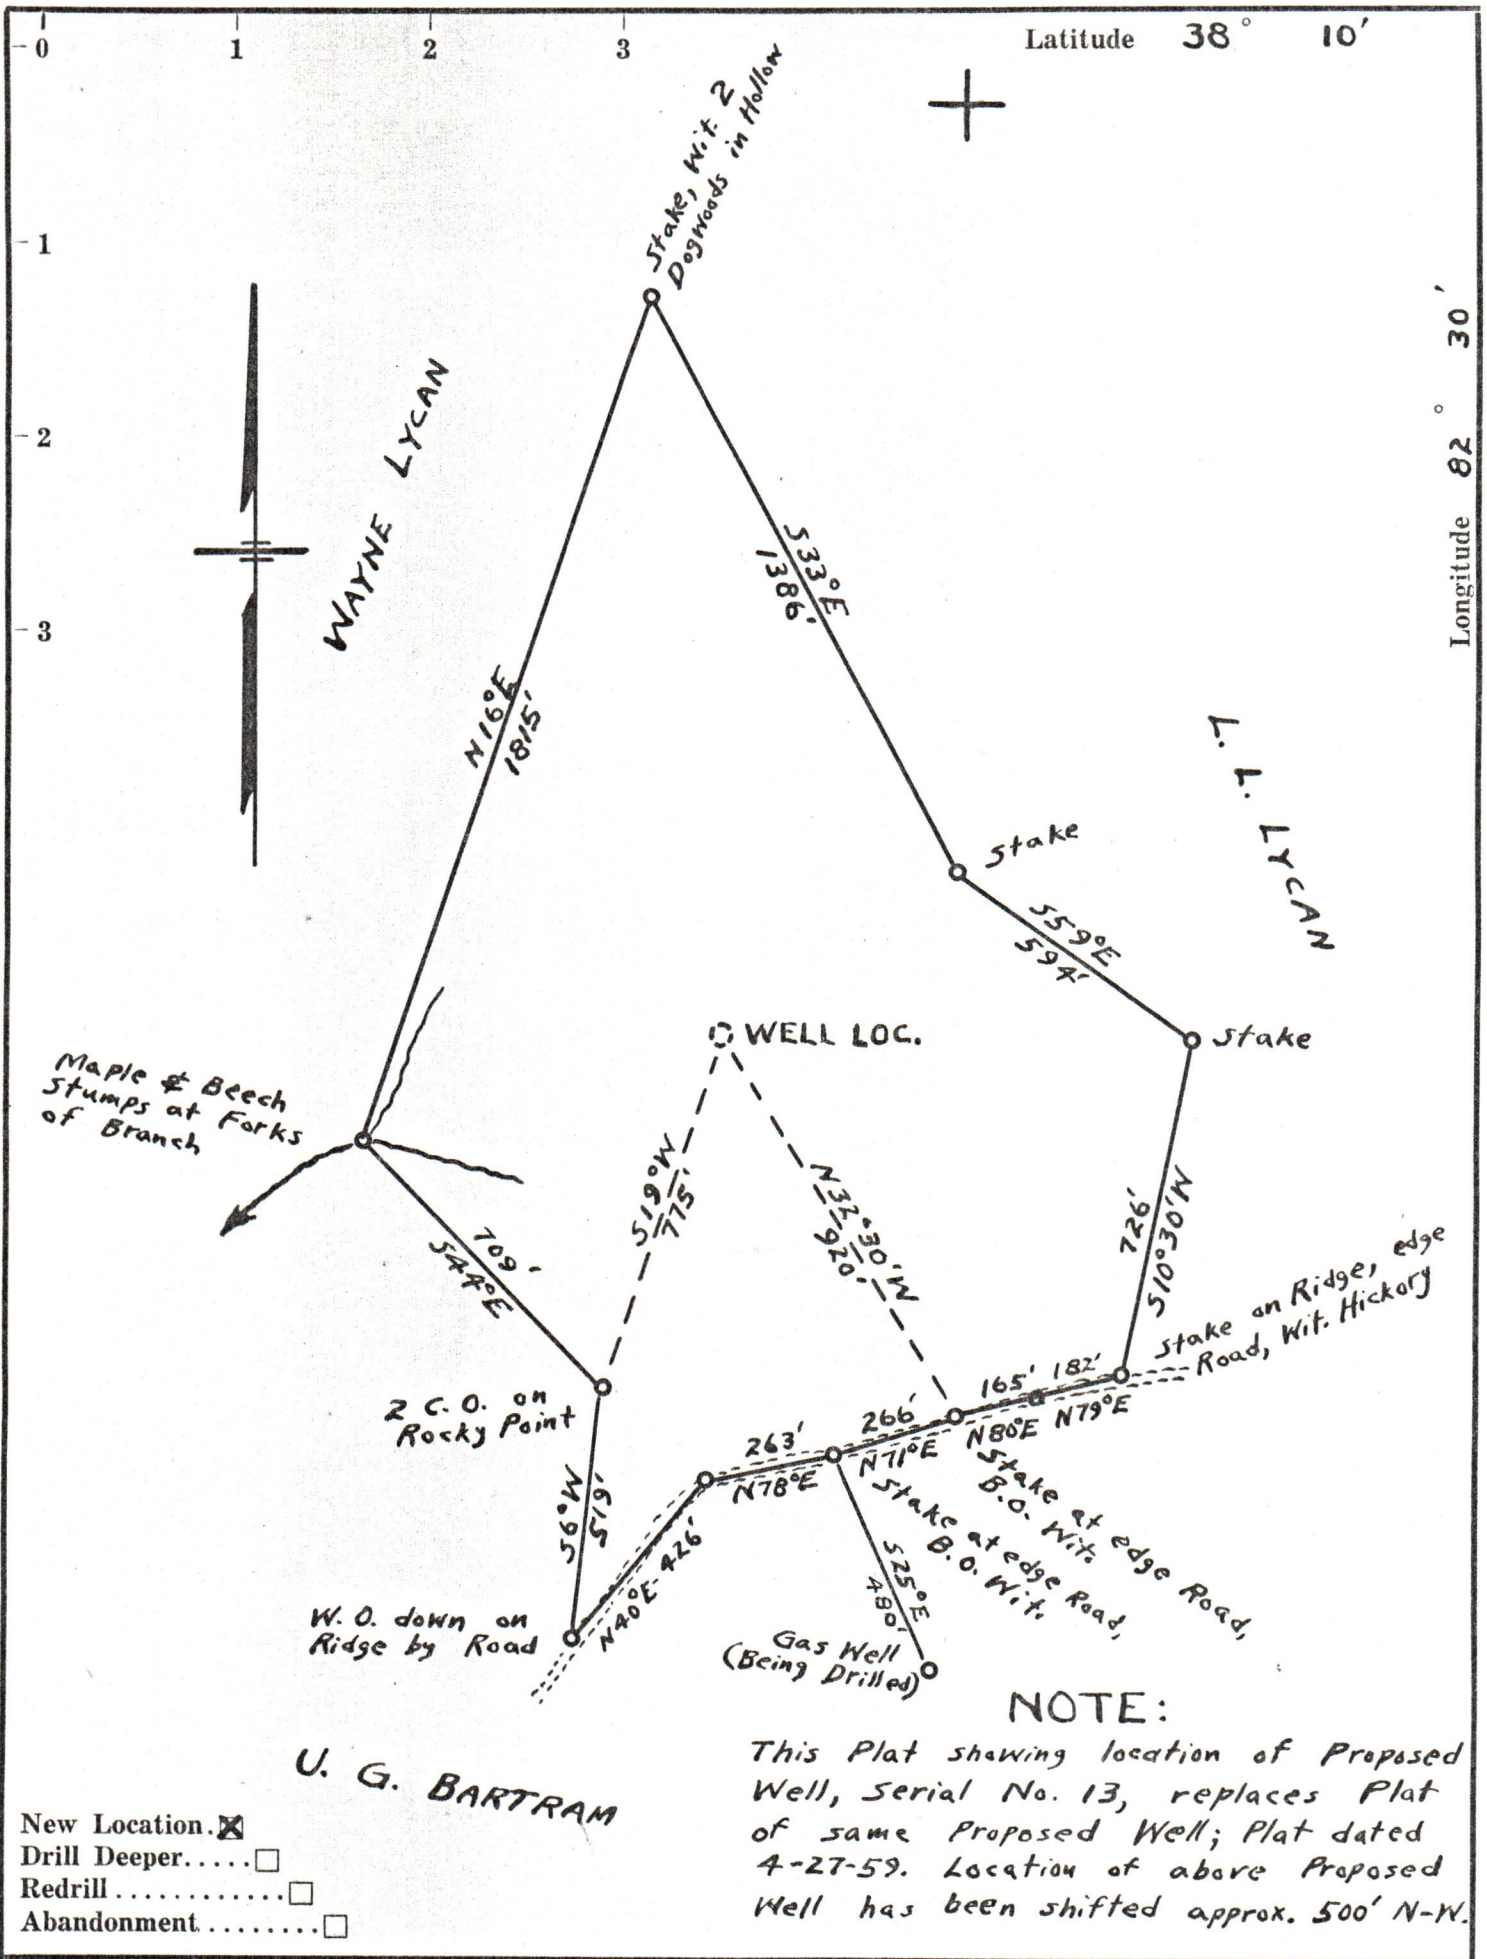 0 1 2 3 Latitude 38° 10'
Stake, Wit. 2
Dogwoods in Hollow
1
2
3
Longitude 82° 30'
WAYNE LYCAN
N16°E
1815'
S33°E
1386'
L. L. LYCAN
Stake
S59°E
594'
Stake
WELL LOC.
Maple & Beech
Stumps at Forks
of Branch
709'
S44°E
S19°W
775'
N32°30'W
920'
726'
S10°30'W
Stake on Ridge, edge
Road, Wit. Hickory
2 C. O. on
Rocky Point
S6°W
519'
W. O. down on
Ridge by Road
N40°E-426'
263'
N78°E
266'
N71°E
165'
N80°E
182'
N79°E
Stake at edge Road,
B.O. Wit.
Stake at edge Road,
B.O. Wit.
S25°E
480'
Gas Well
(Being Drilled)
U. G. BARTRAM
NOTE:
This Plat showing location of Proposed
Well, Serial No. 13, replaces Plat
of same Proposed Well; Plat dated
4-27-59. Location of above Proposed
Well has been shifted approx. 500' N-W.
New Location.☒
Drill Deeper.....☐
Redrill............☐
Abandonment........☐